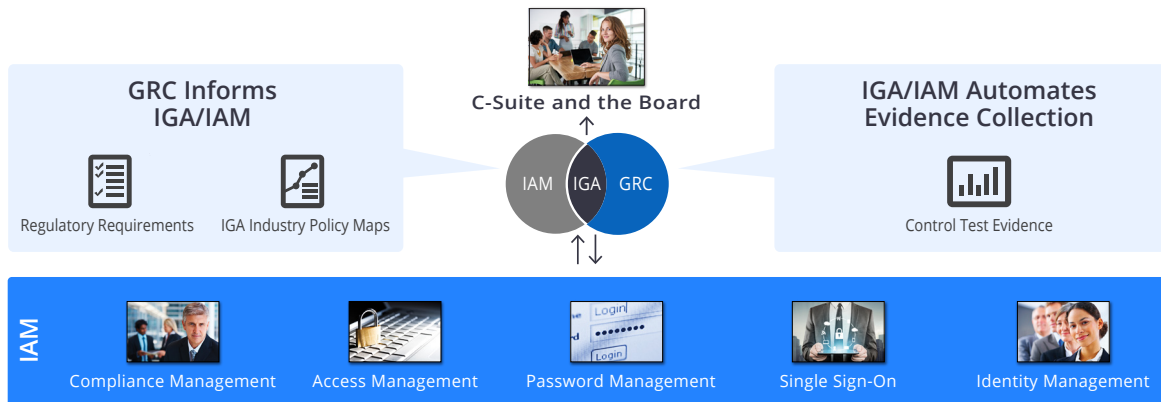 C-Suite and the Board
GRC Informs
IGA/IAM
Regulatory Requirements
IGA Industry Policy Maps
IAM
IGA
GRC
IGA/IAM Automates
Evidence Collection
Control Test Evidence
IAM
Compliance Management
Access Management
Login
Login
Password Management
Single Sign-On
Identity Management